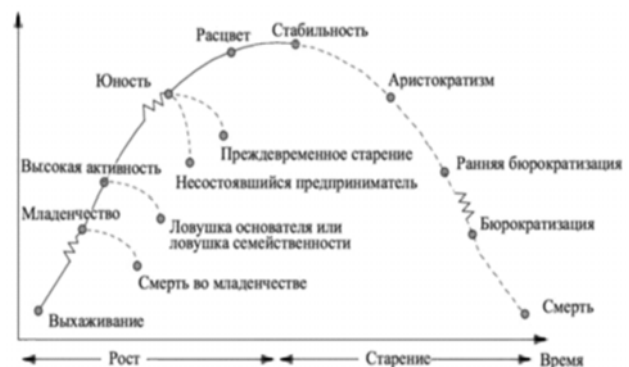 Расцвет
Стабильность
Юность
Аристократизм
Преждевременное старение
Высокая активность
Несостоявшийся предприниматель
Ранняя бюрократизация
Младенчество
Ловушка основателя или
ловушка семейственности
Бюрократизация
Смерть во младенчестве
Выхаживание
Смерть
Рост
Старение
Время